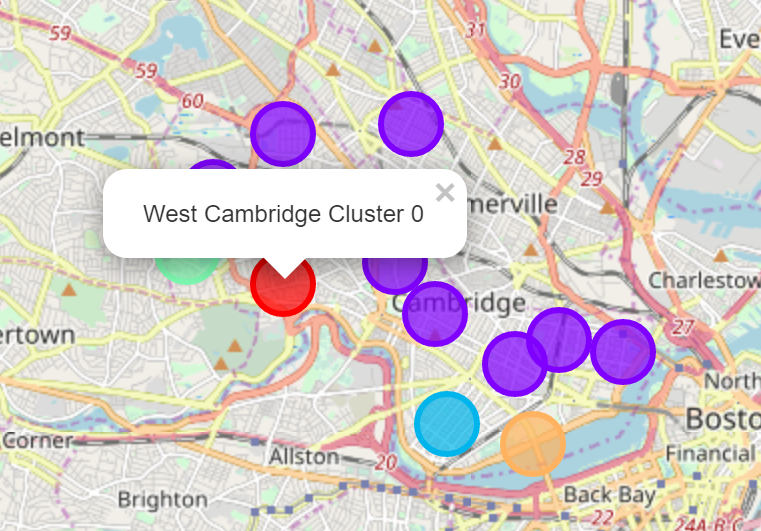 31
59
Eve
59
30
60
elmont
28
29
West Cambridge Cluster 0
×
merville
Charlestow
Cambridge
27
ertown
North
Bosto
Corner
Allston
20
Financial
Brighton
Back Bay
22
24A-B-C